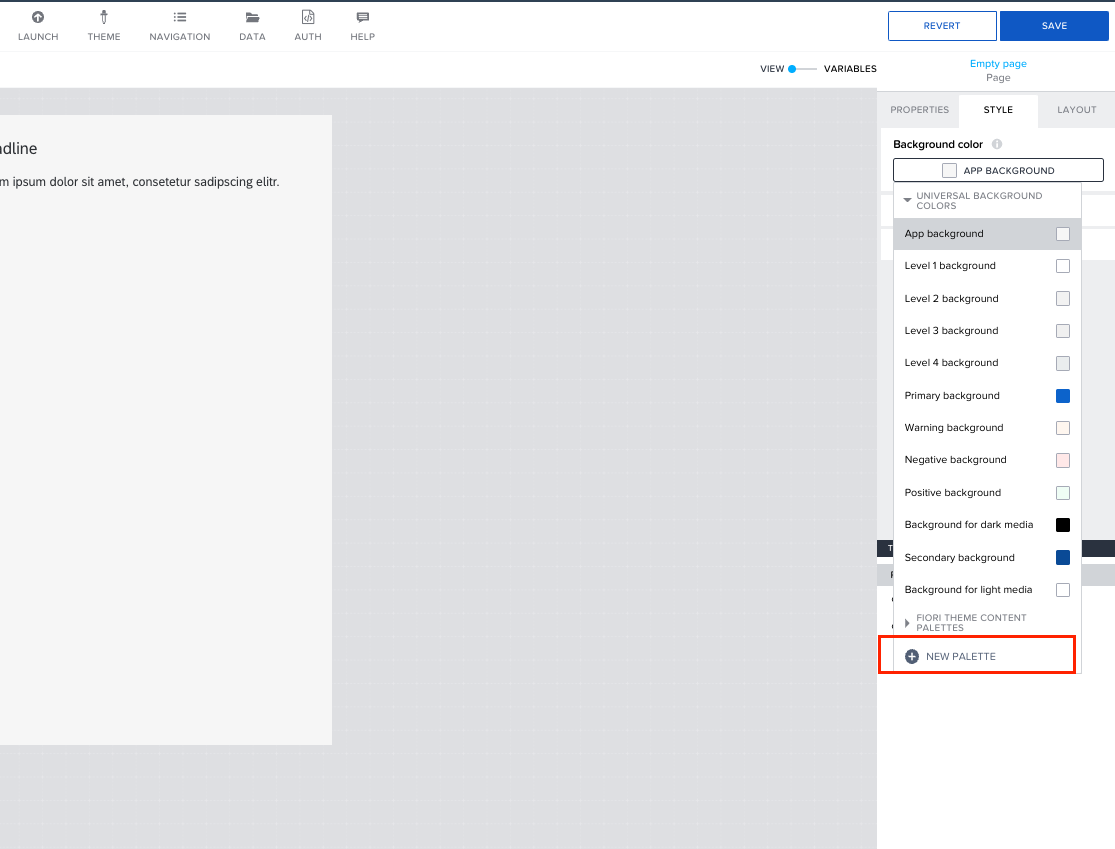 LAUNCH THEME NAVIGATION DATA AUTH HELP
REVERT SAVE
VIEW VARIABLES
Empty page
Page
PROPERTIES STYLE LAYOUT
Background color
APP BACKGROUND
UNIVERSAL BACKGROUND
COLORS
App background
Level 1 background
Level 2 background
Level 3 background
Level 4 background
Primary background
Warning background
Negative background
Positive background
Background for dark media
Secondary background
Background for light media
FIORI THEME CONTENT
PALETTES
NEW PALETTE
dline
m ipsum dolor sit amet, consetetur sadipscing elitr.